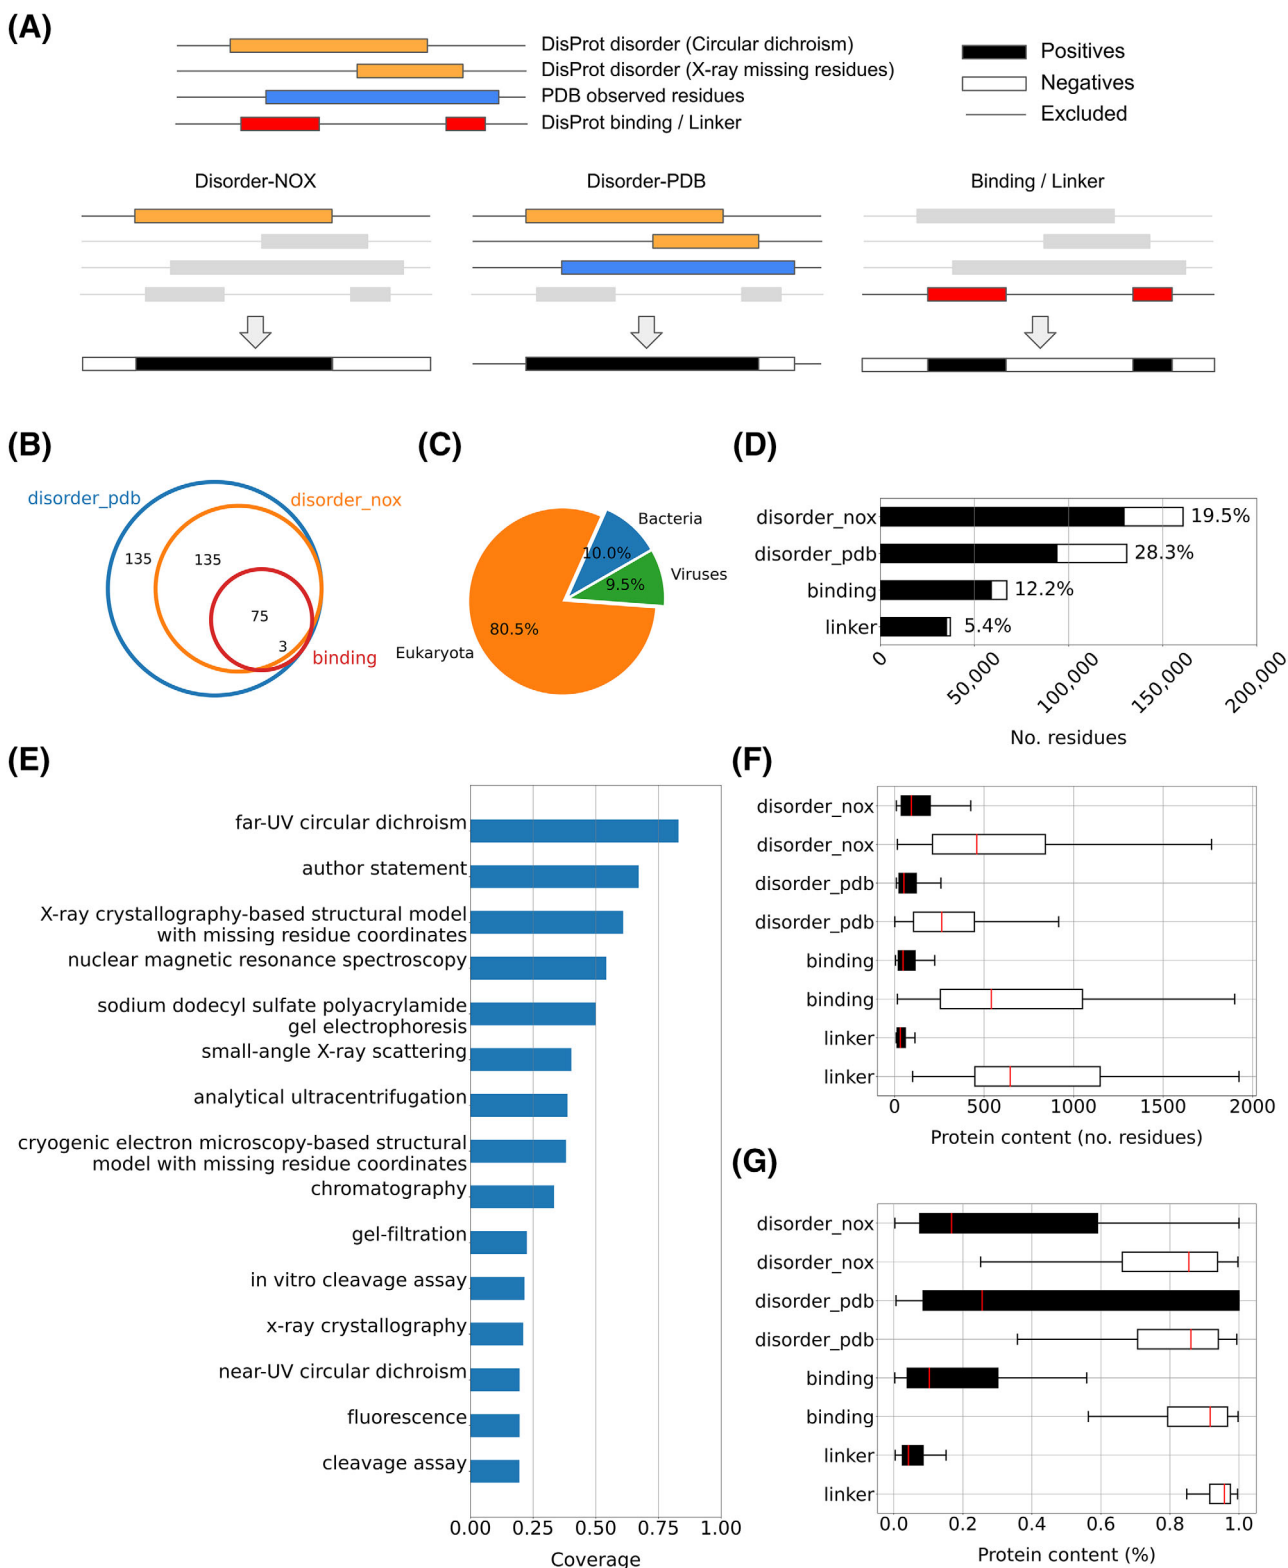 (A)
DisProt disorder (Circular dichroism)
DisProt disorder (X-ray missing residues)
PDB observed residues
DisProt binding / Linker
Positives
Negatives
Excluded
Disorder-NOX
Disorder-PDB
Binding / Linker
(B)
disorder_pdb
disorder_nox
135
135
75
3
binding
(C)
Bacteria
10.0%
Viruses
9.5%
80.5%
Eukaryota
(D)
disorder_nox
19.5%
disorder_pdb
28.3%
binding
12.2%
linker
5.4%
0
50,000
100,000
150,000
200,000
No. residues
(E)
far-UV circular dichroism
author statement
X-ray crystallography-based structural model
with missing residue coordinates
nuclear magnetic resonance spectroscopy
sodium dodecyl sulfate polyacrylamide
gel electrophoresis
small-angle X-ray scattering
analytical ultracentrifugation
cryogenic electron microscopy-based structural
model with missing residue coordinates
chromatography
gel-filtration
in vitro cleavage assay
x-ray crystallography
near-UV circular dichroism
fluorescence
cleavage assay
0.00 0.25 0.50 0.75 1.00
Coverage
(F)
disorder_nox
disorder_nox
disorder_pdb
disorder_pdb
binding
binding
linker
linker
0 500 1000 1500 2000
Protein content (no. residues)
(G)
disorder_nox
disorder_nox
disorder_pdb
disorder_pdb
binding
binding
linker
linker
0.0 0.2 0.4 0.6 0.8 1.0
Protein content (%)